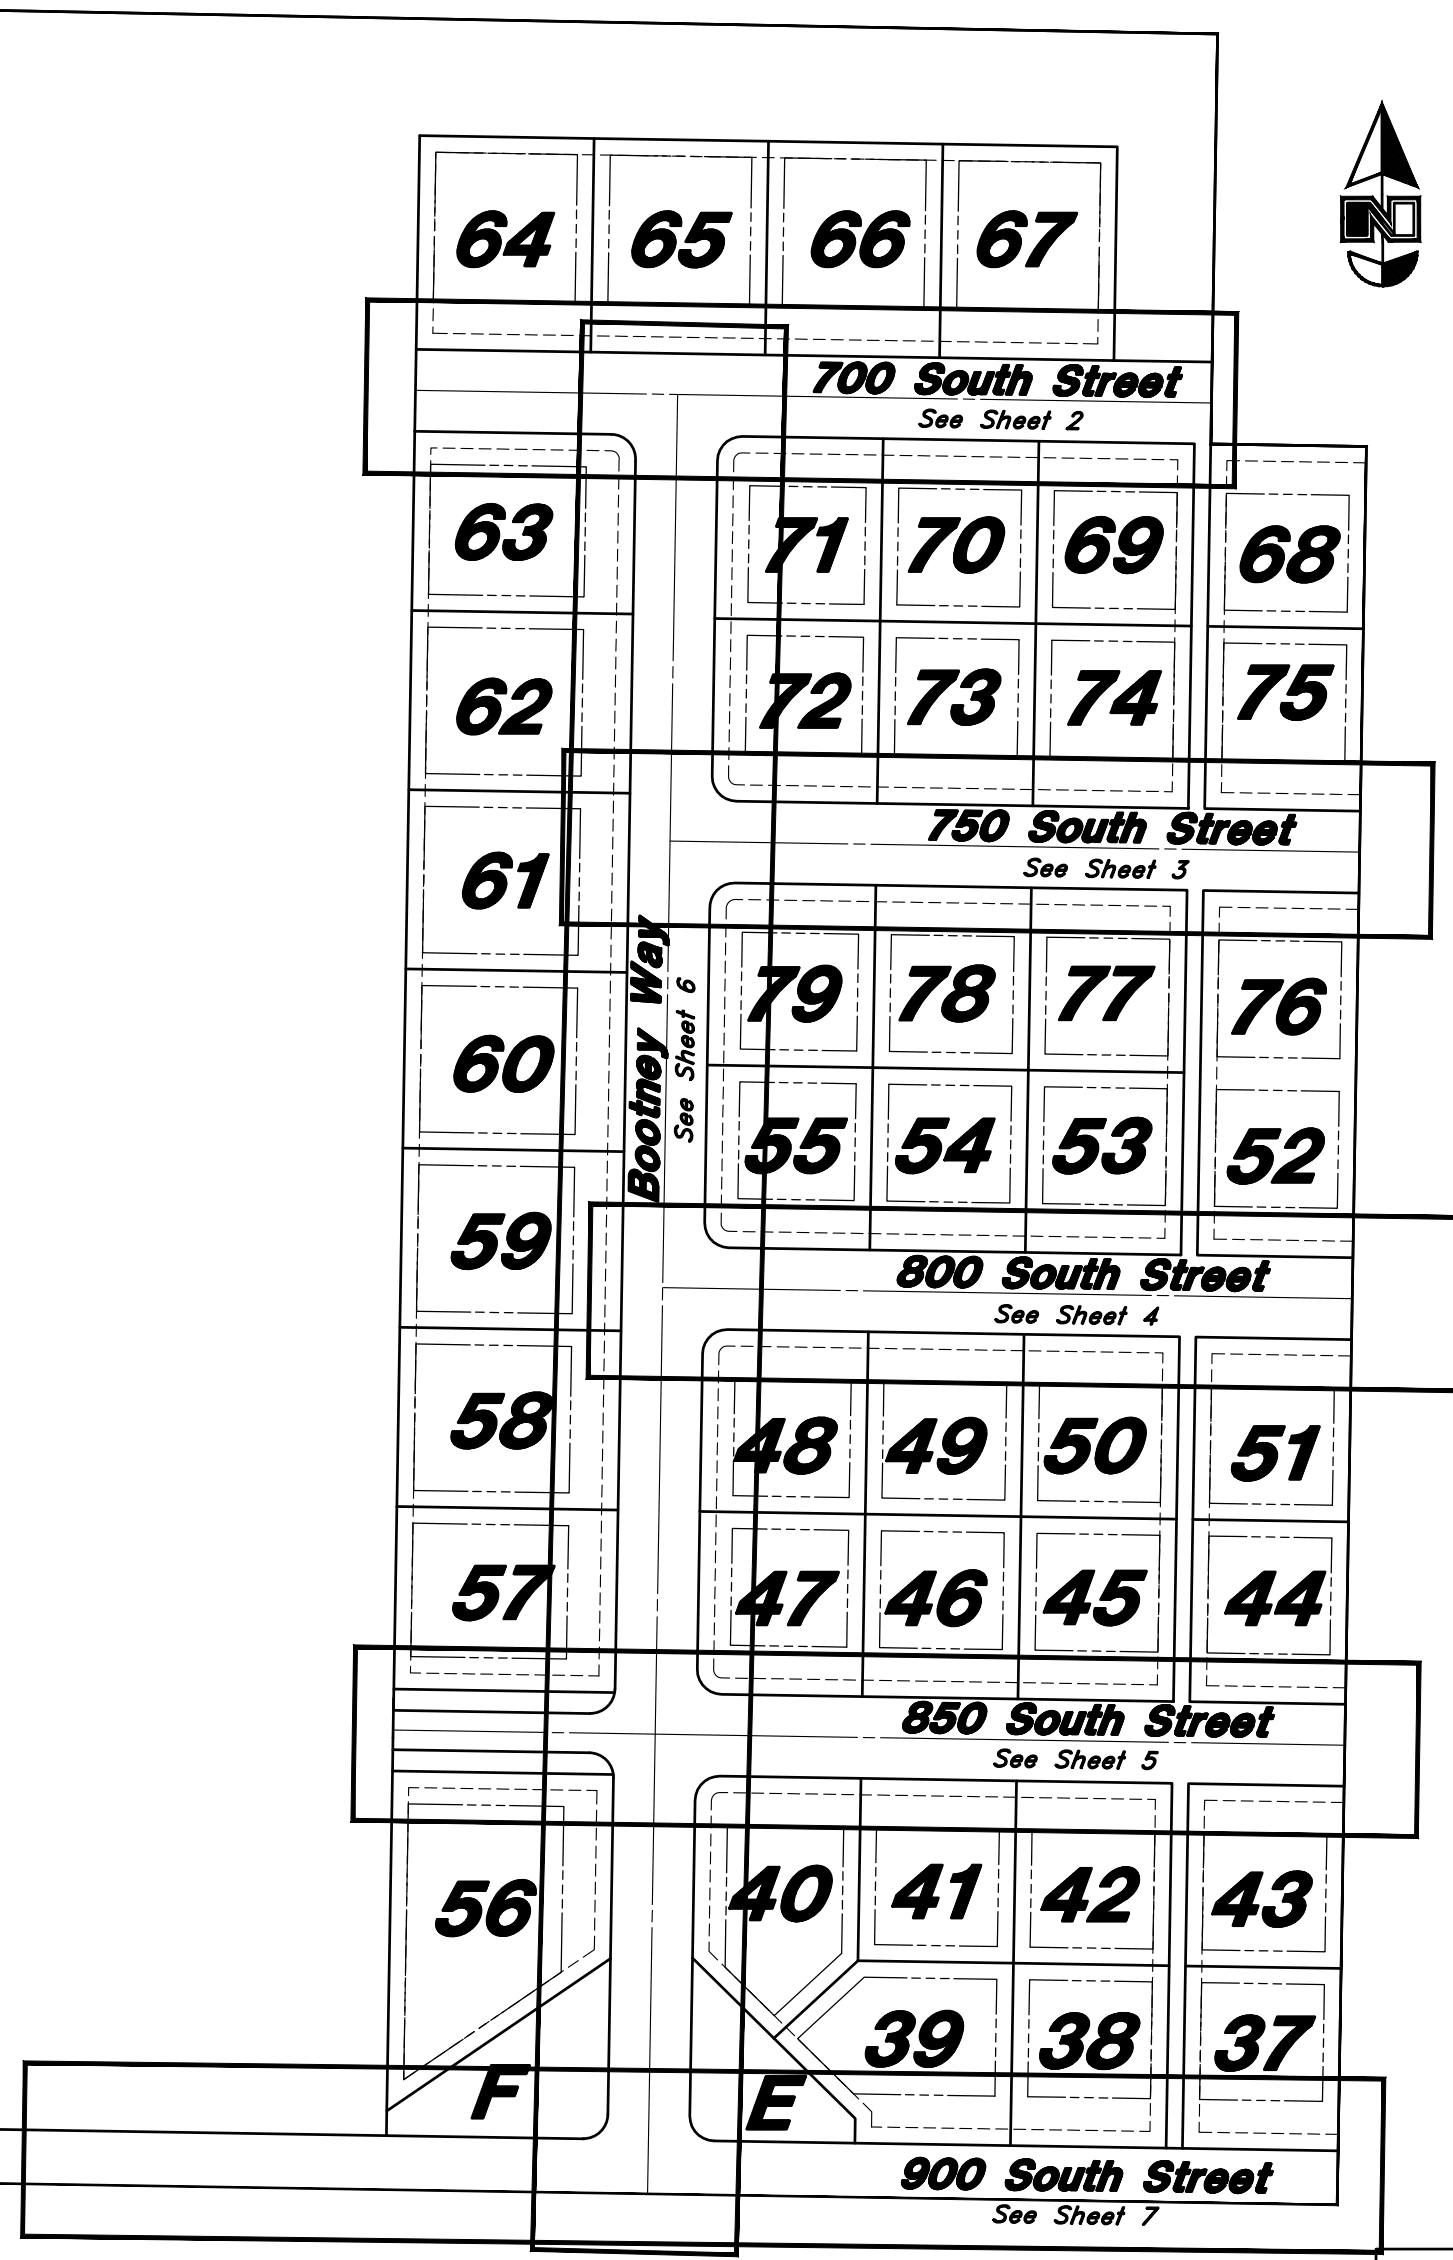 N
64 65 66 67
700 South Street
See Sheet 2
63 71 70 69 68
62 72 73 74 75
750 South Street
See Sheet 3
61
79 78 77 76
Bootney Way
See Sheet 6
60
55 54 53 52
59
800 South Street
See Sheet 4
58 48 49 50 51
57 47 46 45 44
850 South Street
See Sheet 5
56 40 41 42 43
39 38 37
F E
900 South Street
See Sheet 7